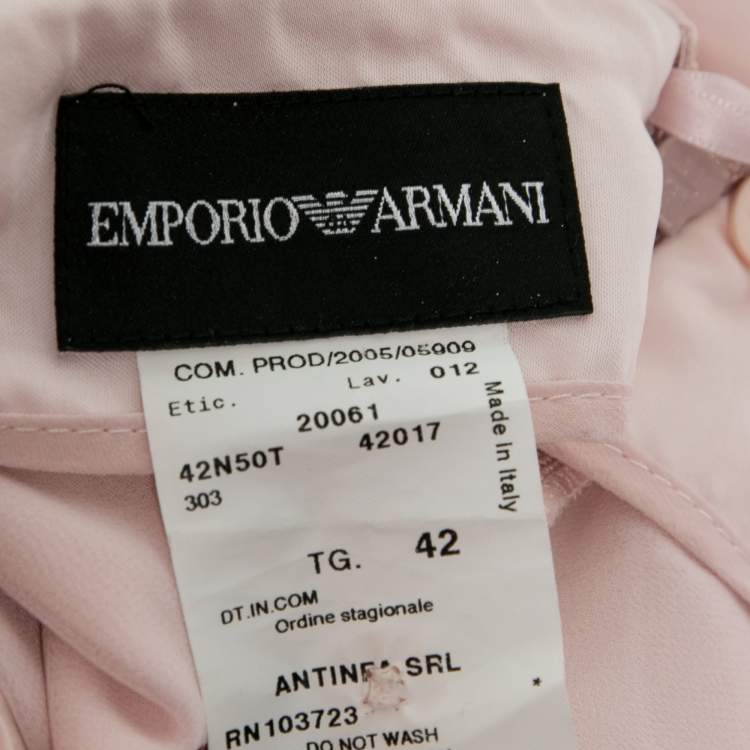 EMPORIO ARMANI
COM. PROD/2005/05909
Etic. Lav. 012
20061
42N50T 42017
303
Made in Italy
TG. 42
DT.IN.COM
Ordine stagionale
SRL
*
RN103723
DO NOT WASH